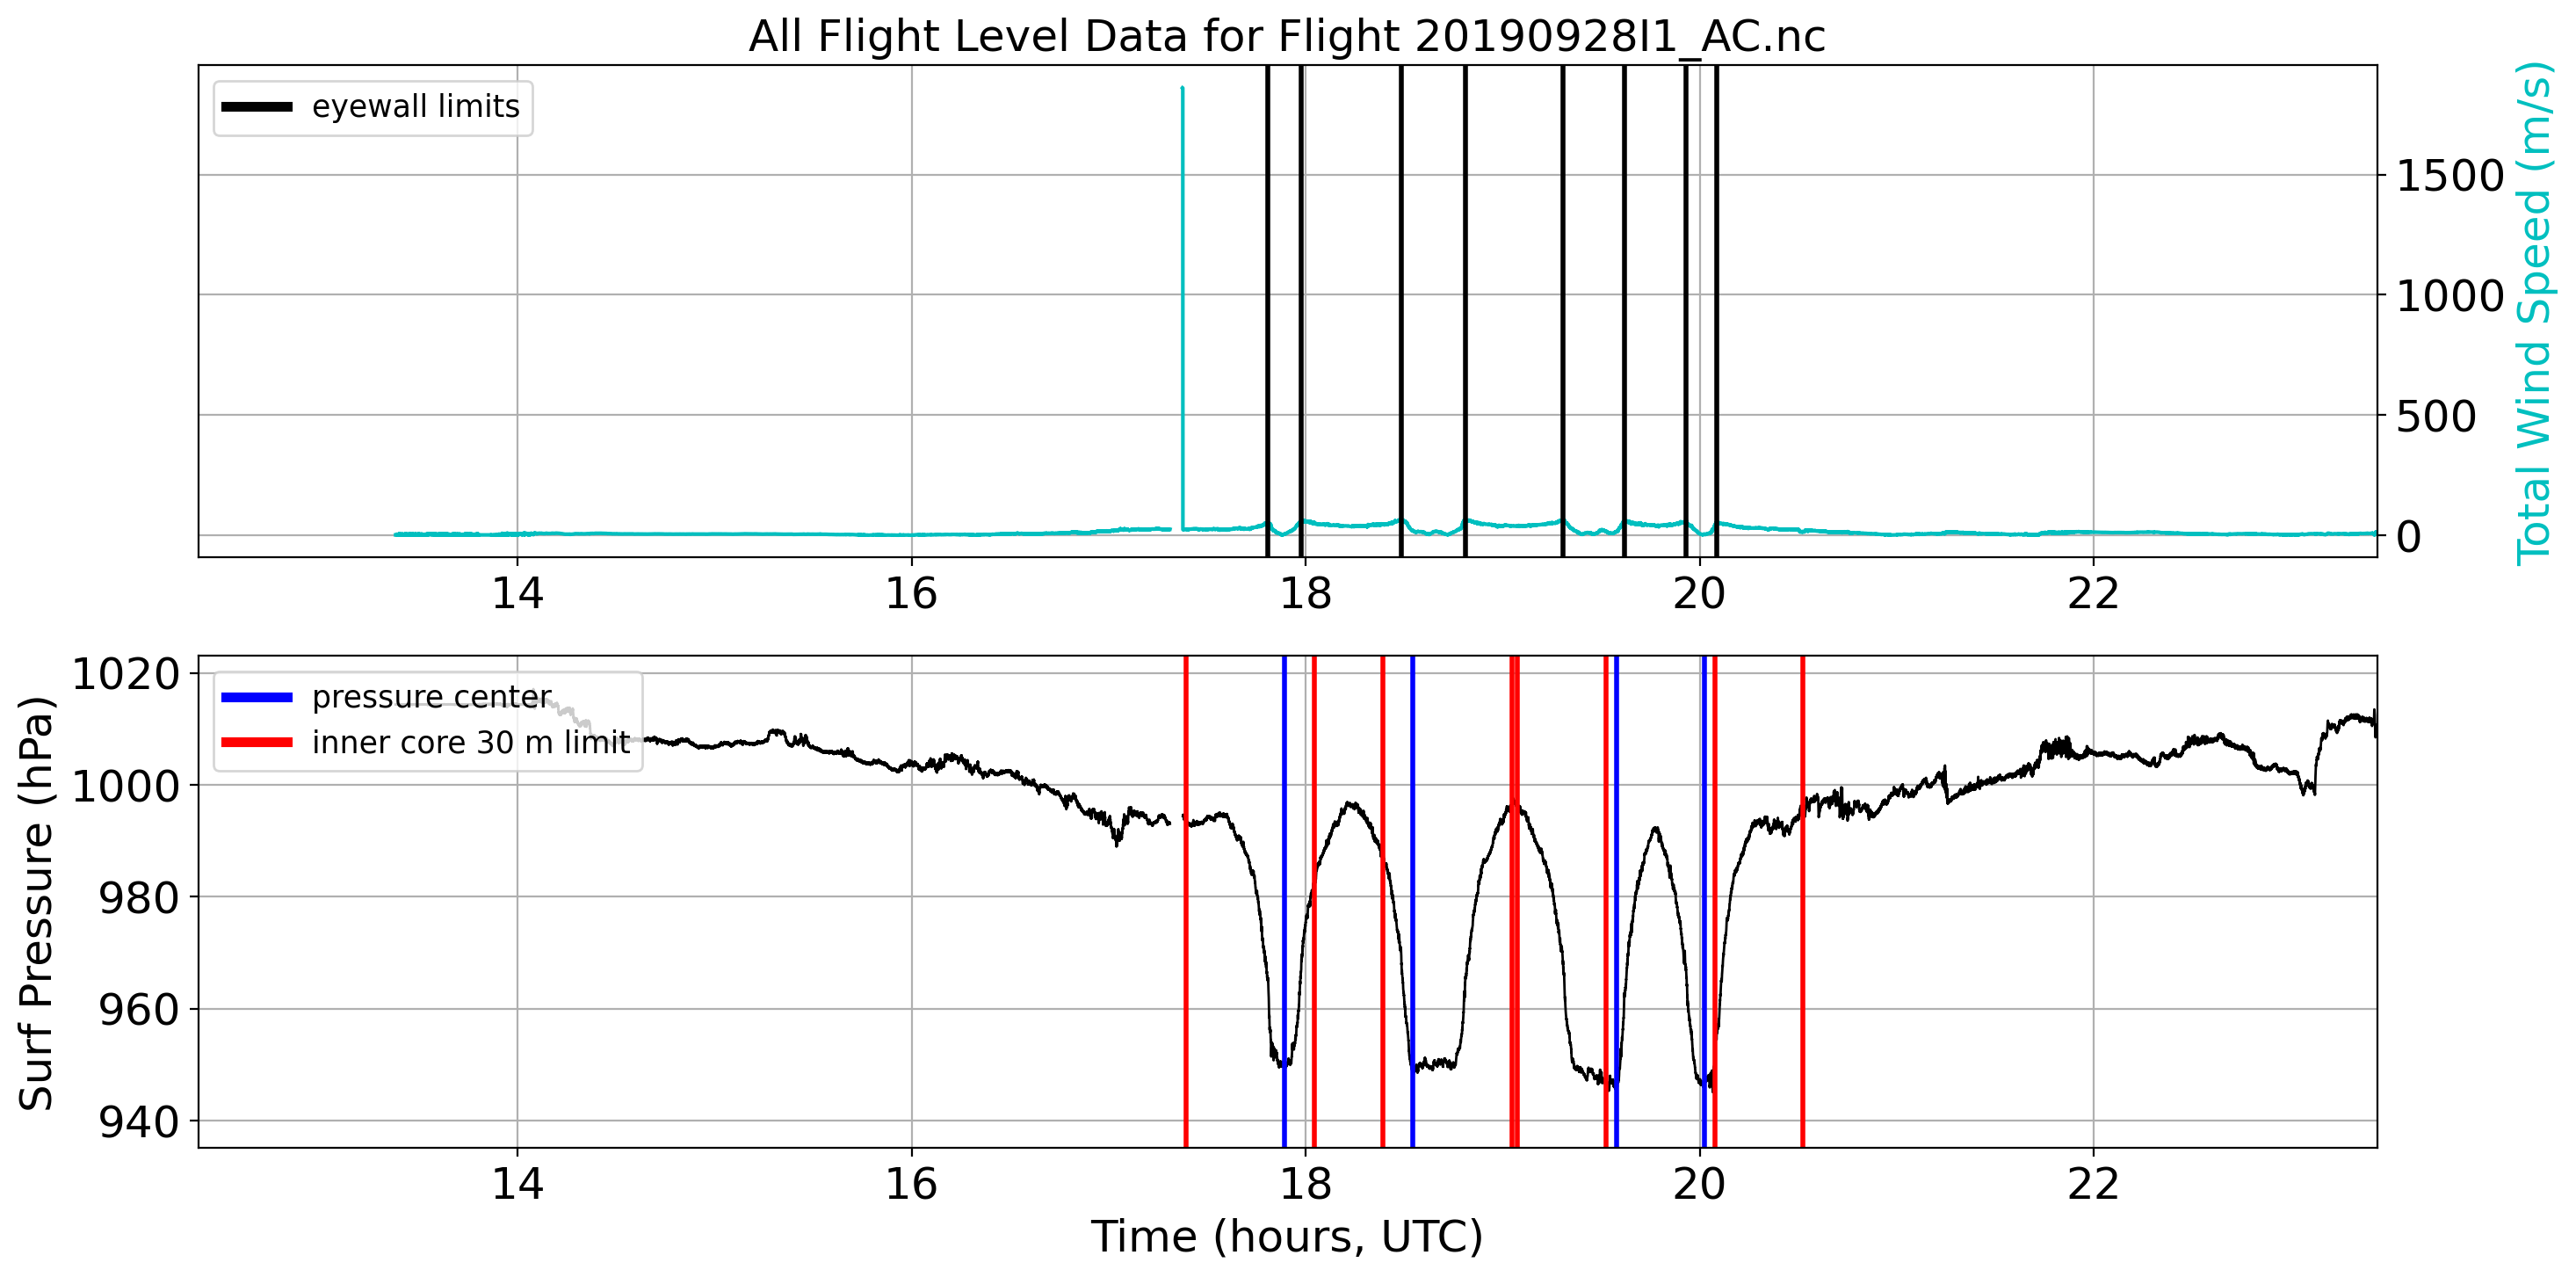 All Flight Level Data for Flight 20190928I1_AC.nc
eyewall limits
1500
1000
500
0
Total Wind Speed (m/s)
14 16 18 20 22
1020
1000
980
960
940
Surf Pressure (hPa)
pressure center
inner core 30 m limit
14 16 18 20 22
Time (hours, UTC)